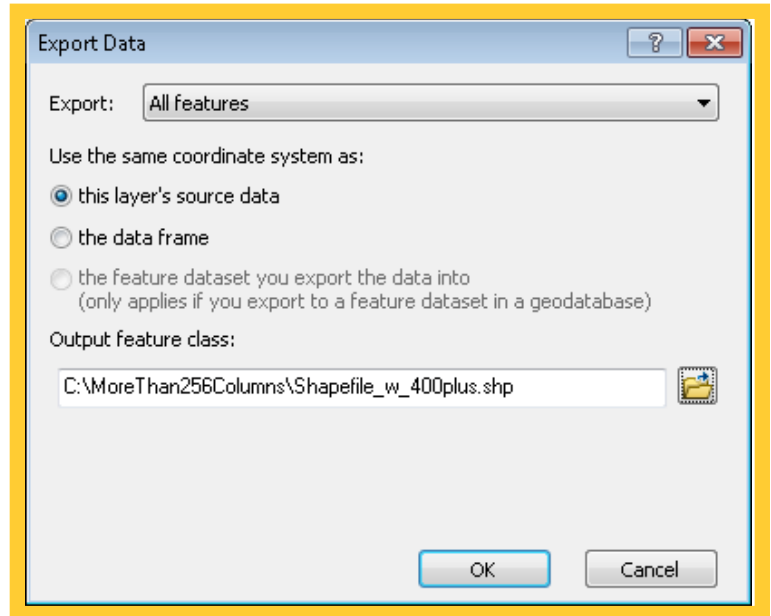 Export Data
Export: All features
Use the same coordinate system as:
this layer's source data
the data frame
the feature dataset you export the data into
(only applies if you export to a feature dataset in a geodatabase)
Output feature class:
C:\MoreThan256Columns\Shapefile_w_400plus.shp
OK Cancel